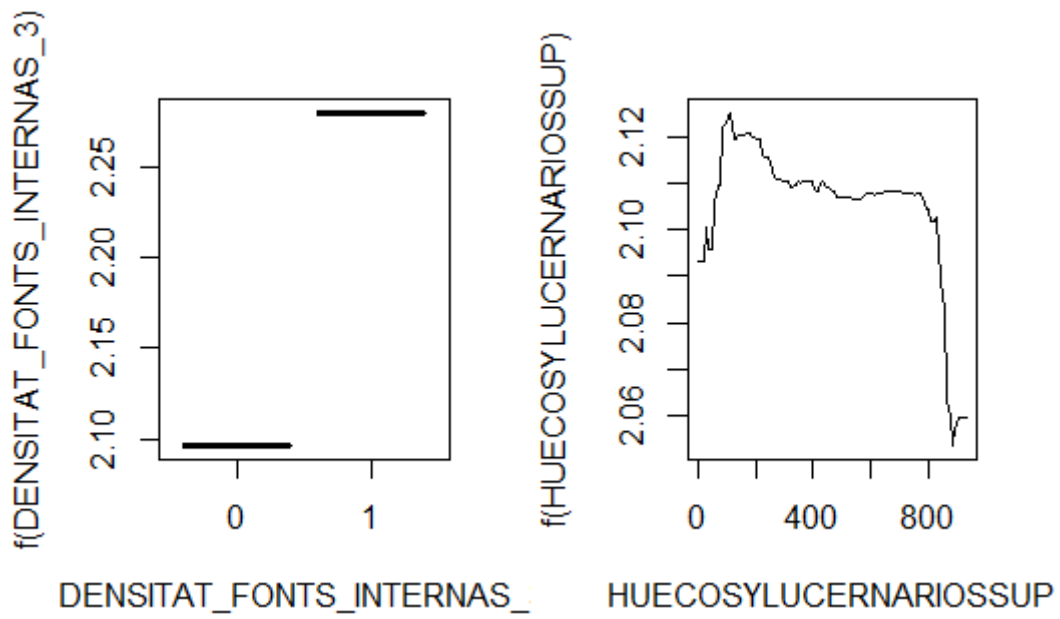 f(DENSITAT_FONTS_INTERNAS_3)
2.25
2.20
2.15
2.10
0 1
DENSITAT_FONTS_INTERNAS_
f(HUECOSYLUCERNARIOSSUP)
2.12
2.10
2.08
2.06
0 400 800
HUECOSYLUCERNARIOSSUP